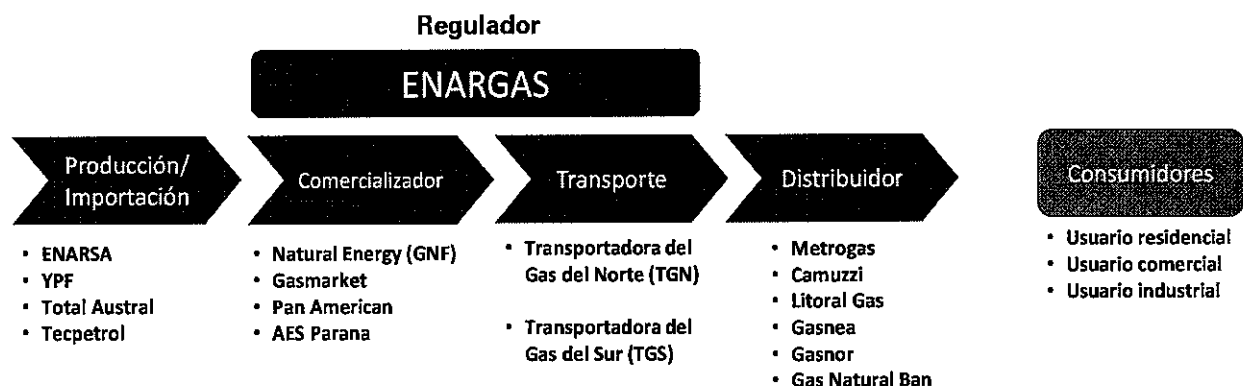 Regulador
ENARGAS
Producción/
Importación
Comercializador
Transporte
Distribuidor
Consumidores
• ENARSA
• YPF
• Total Austral
• Tecpetrol
• Natural Energy (GNF)
• Gasmarket
• Pan American
• AES Parana
• Transportadora del
Gas del Norte (TGN)
• Transportadora del
Gas del Sur (TGS)
• Metrogas
• Camuzzi
• Litoral Gas
• Gasnea
• Gasnor
• Gas Natural Ban
• Usuario residencial
• Usuario comercial
• Usuario industrial